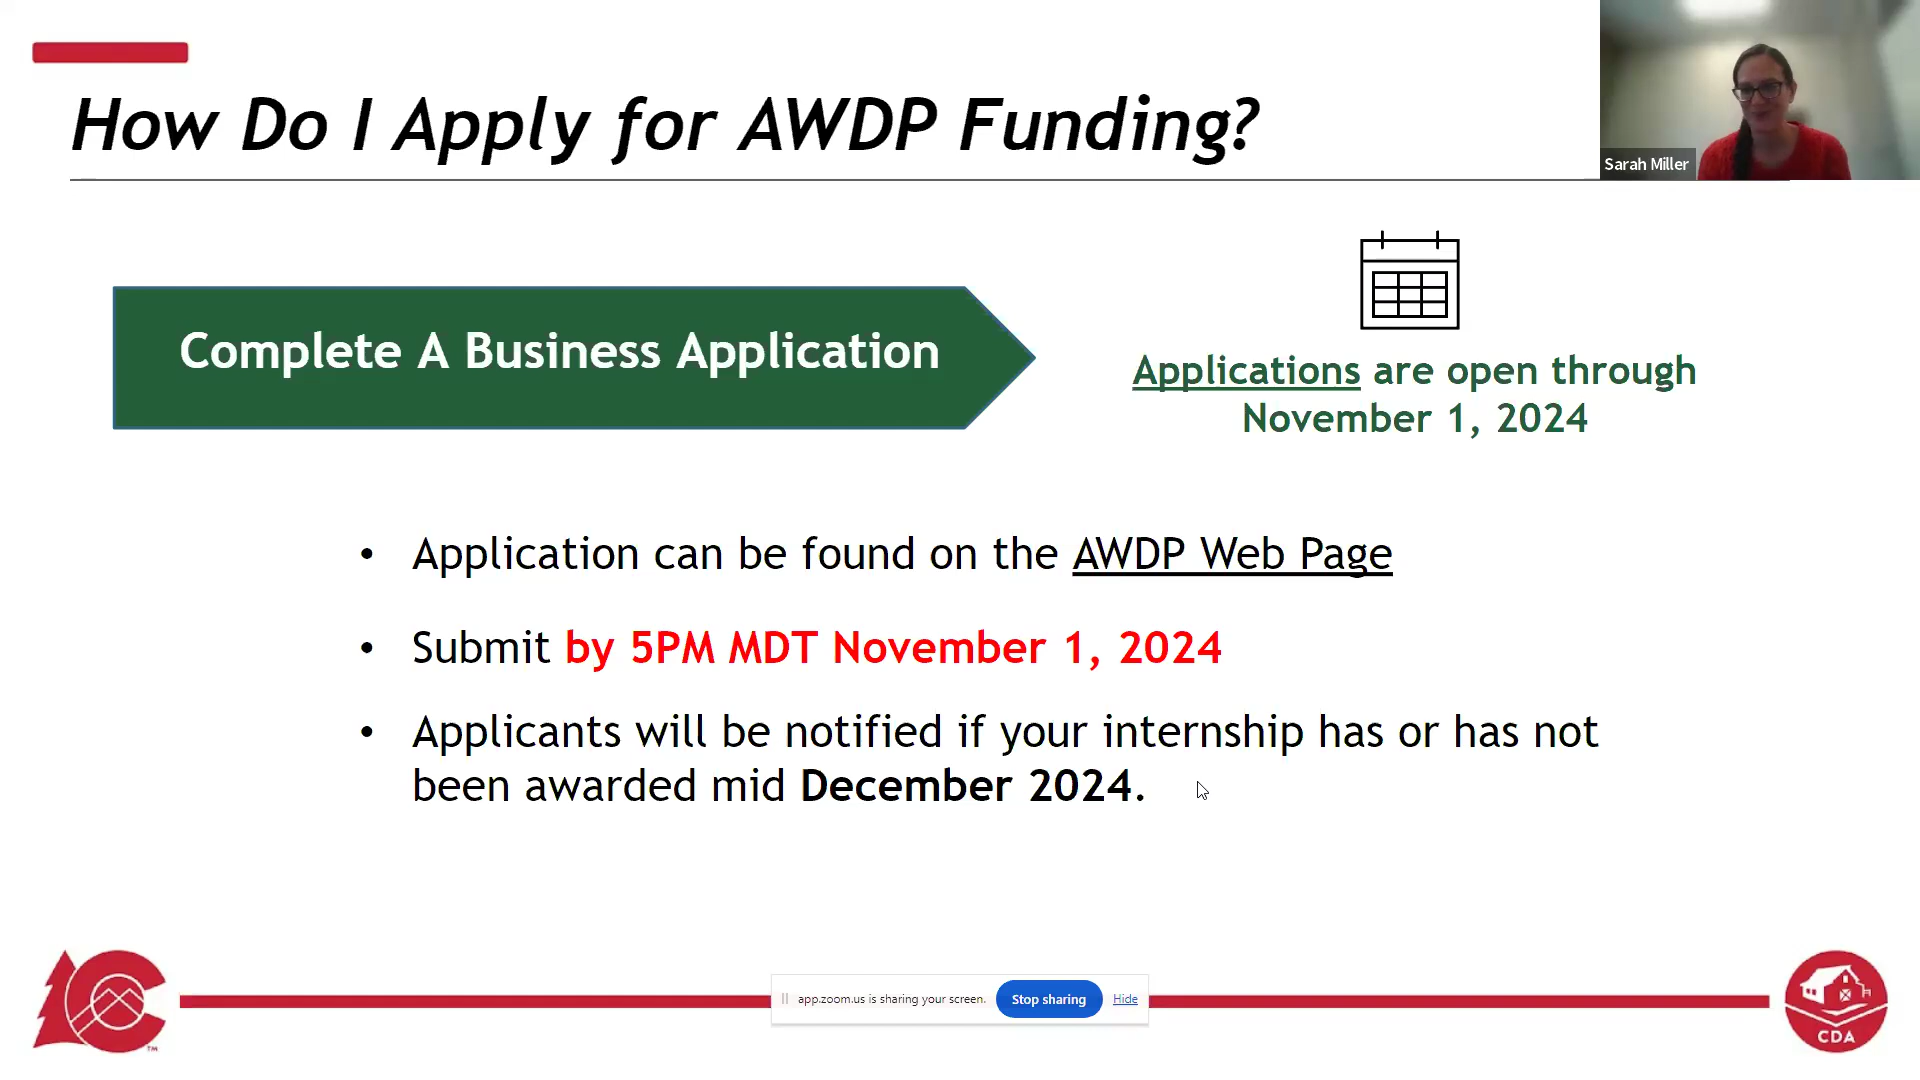 How Do I Apply for AWDP Funding?
Sarah Miller
Complete A Business Application
Applications are open through
November 1, 2024
• Application can be found on the AWDP Web Page
• Submit by 5PM MDT November 1, 2024
• Applicants will be notified if your internship has or has not
been awarded mid December 2024.
app.zoom.us is sharing your screen.
Stop sharing
Hide
TM
CDA